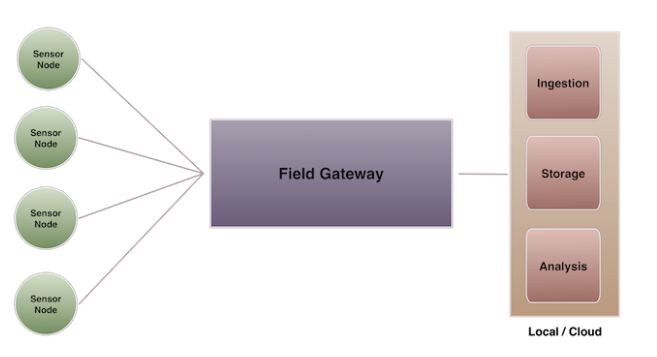 Sensor
Node
Sensor
Node
Sensor
Node
Sensor
Node
Field Gateway
Ingestion
Storage
Analysis
Local / Cloud